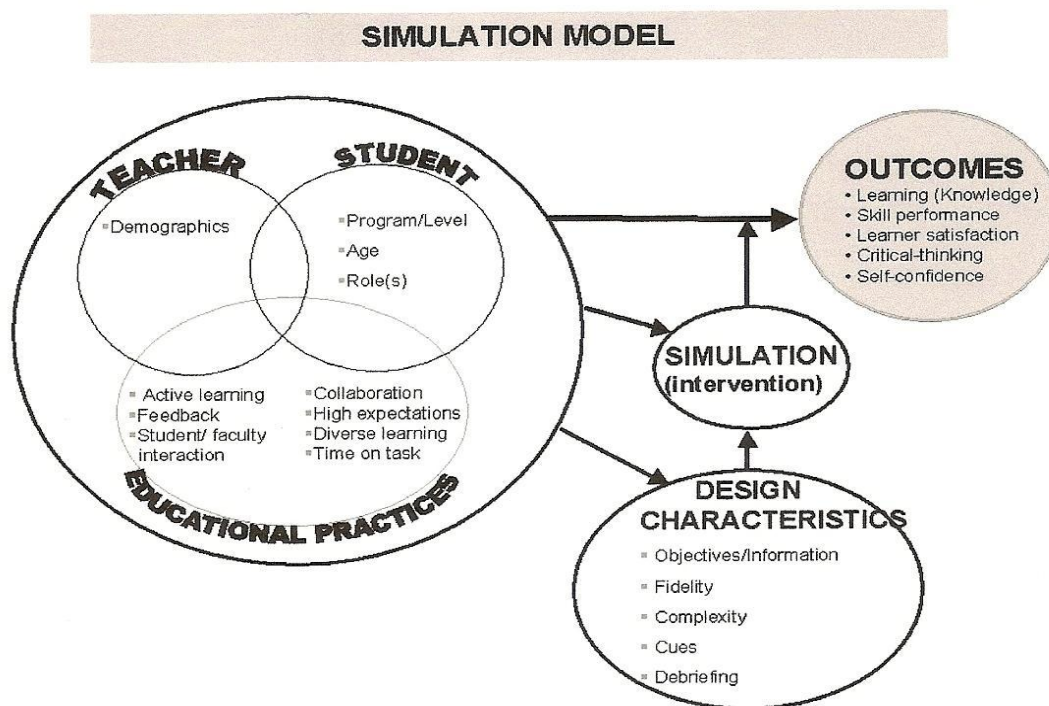 SIMULATION MODEL
TEACHER
STUDENT
▪Demographics
▪Program/Level
▪Age
▪Role(s)
▪ Active learning
▪Feedback
▪Student/ faculty
interaction
▪Collaboration
▪High expectations
▪Diverse learning
▪Time on task
EDUCATIONAL PRACTICES
OUTCOMES
• Learning (Knowledge)
• Skill performance
• Learner satisfaction
• Critical-thinking
• Self-confidence
SIMULATION
(intervention)
DESIGN
CHARACTERISTICS
▪ Objectives/Information
▪ Fidelity
▪ Complexity
▪ Cues
▪ Debriefing